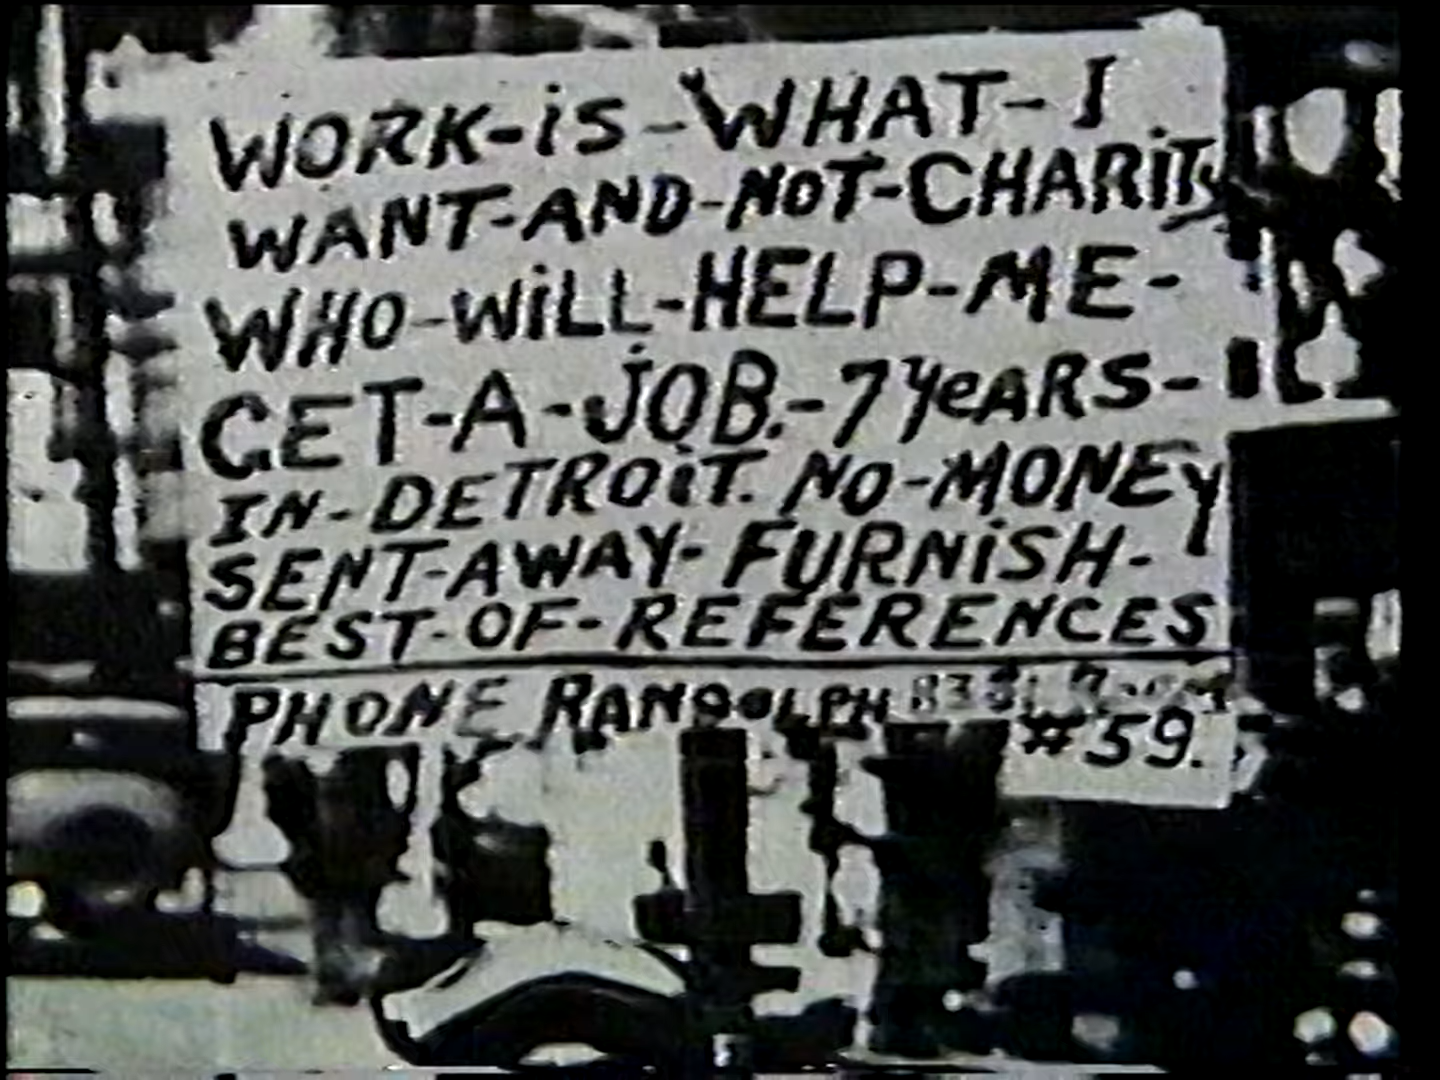 WORK-iS-WHAT-I
WANT-AND-NOT-CHARiTy
WHO-WiLL-HELP-ME-
GET-A-JOB.-7 YeARS-
IN-DETROiT. NO-MONEY
SENT-AWAY-FURNiSH-
BEST-OF-REFERENCES
PHONE RANDOLPH
#59.